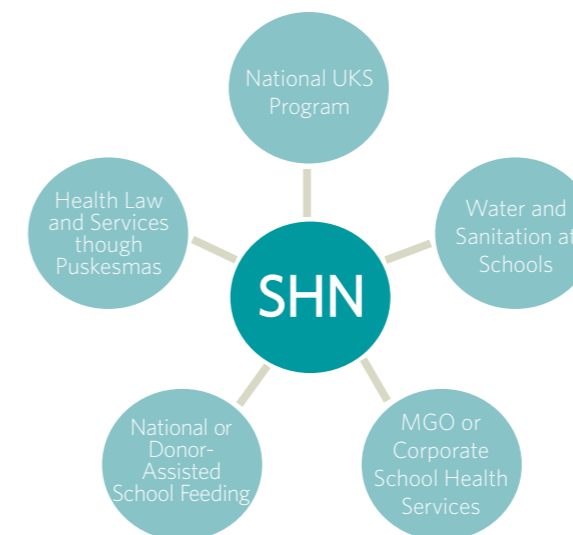 National UKS
Program
Health Law
and Services
though
Puskesmas
Water and
Sanitation at
Schools
SHN
National or
Donor-
Assisted
School Feeding
MGO or
Corporate
School Health
Services